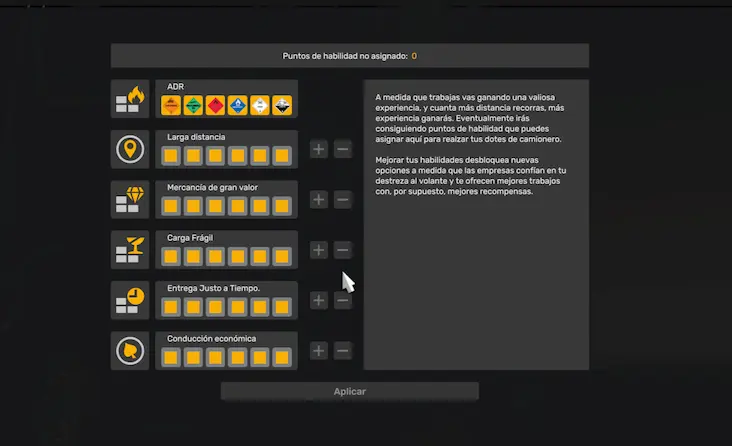 Puntos de habilidad no asignado: 0
ADR
Larga distancia
Mercancía de gran valor
Carga Frágil
Entrega Justo a Tiempo.
Conducción económica
A medida que trabajas vas ganando una valiosa
experiencia, y cuanta más distancia recorras, más
experiencia ganarás. Eventualmente irás
consiguiendo puntos de habilidad que puedes
asignar aquí para realzar tus dotes de camionero.
Mejorar tus habilidades desbloquea nuevas
opciones a medida que las empresas confían en tu
destreza al volante y te ofrecen mejores trabajos
con, por supuesto, mejores recompensas.
Aplicar